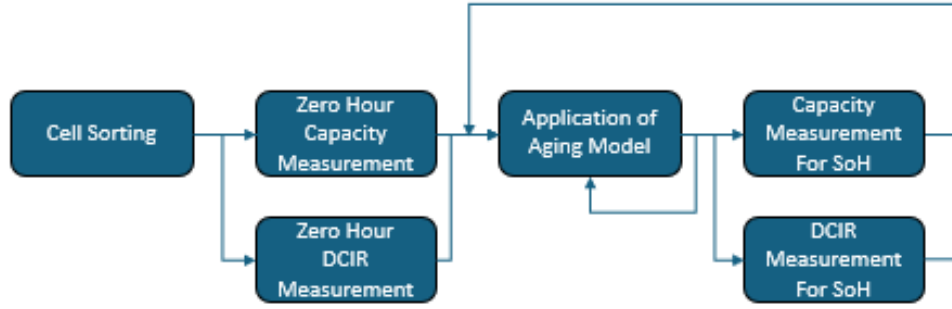 Cell Sorting
Zero Hour
Capacity
Measurement
Zero Hour
DCIR
Measurement
Application of
Aging Model
Capacity
Measurement
For SoH
DCIR
Measurement
For SoH